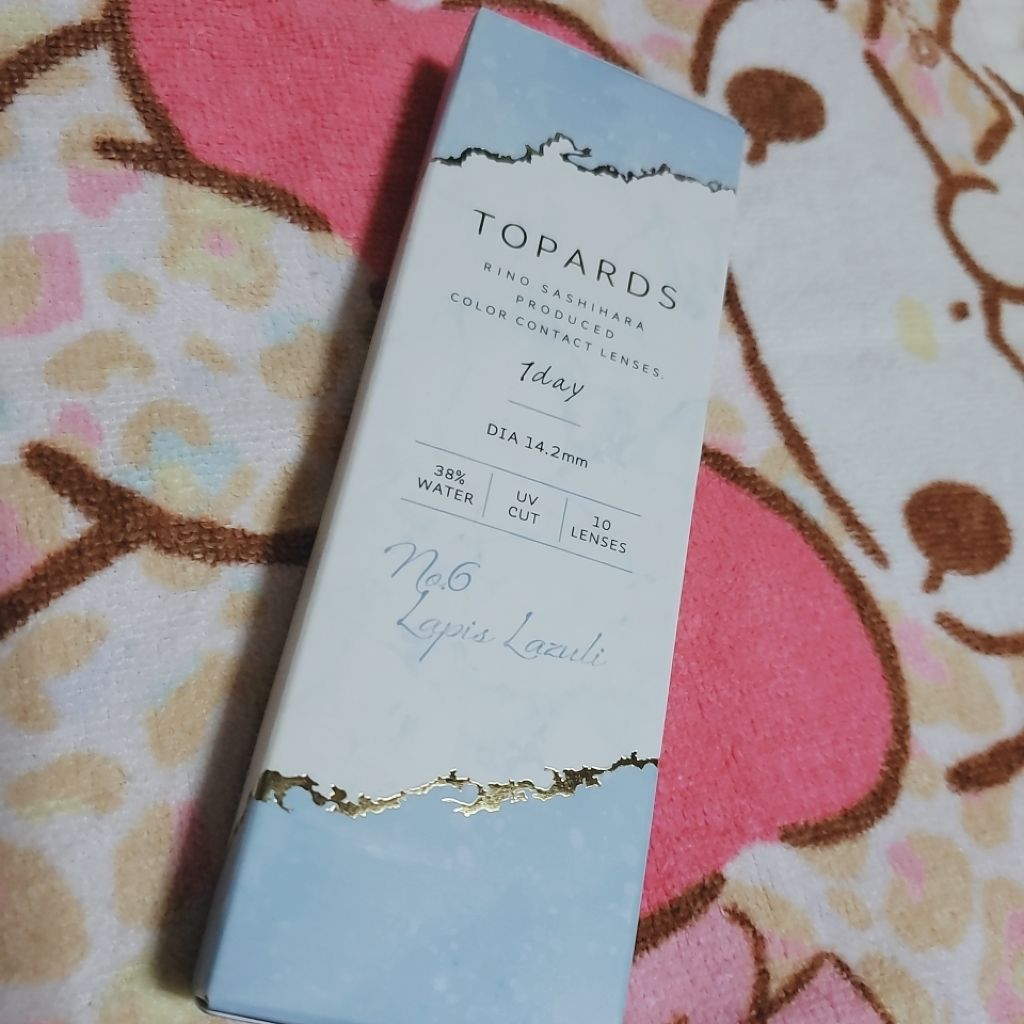 TOPARDS
RINO SASHIHARA
PRODUCED
COLOR CONTACT LENSES.
1day
DIA 14.2mm
38%
WATER
UV
CUT
10
LENSES
No.6
Lapis Lazuli